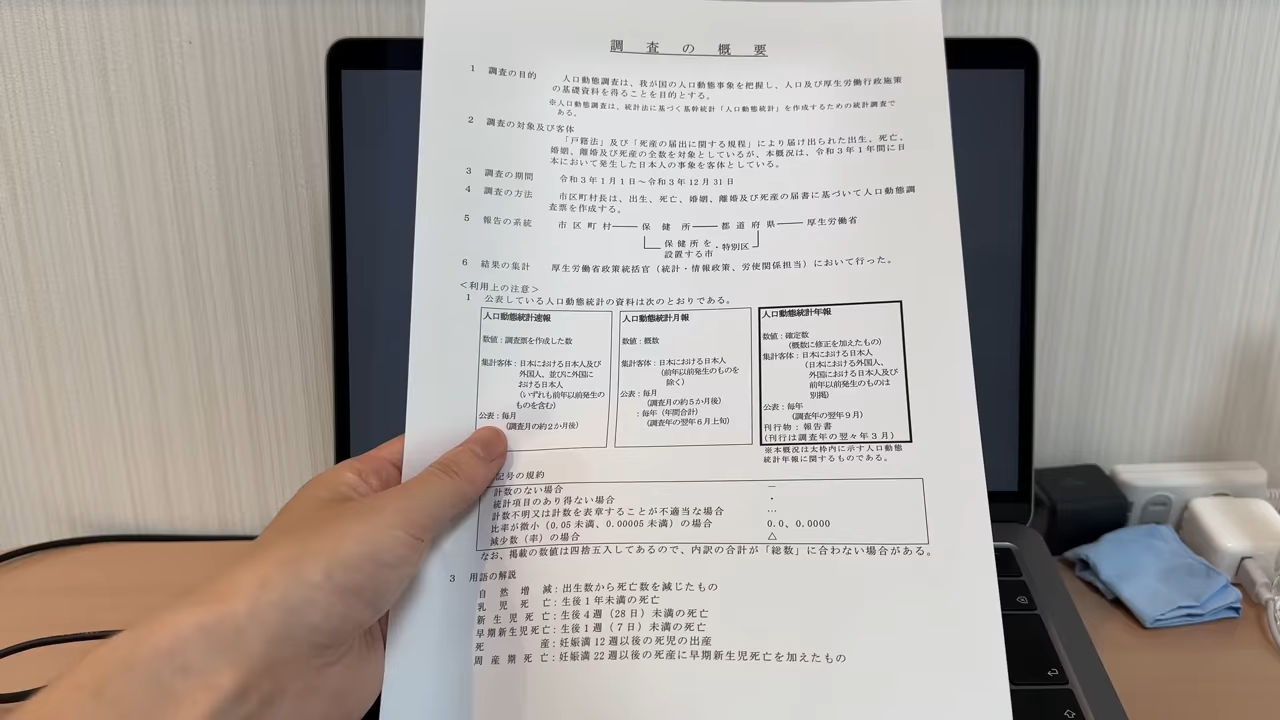 調査の概要
1 調査の目的
人口動態調査は、我が国の人口動態事象を把握し、人口及び厚生労働行政施策
の基礎資料を得ることを目的とする。
※人口動態調査は、統計法に基づく基幹統計「人口動態統計」を作成するための統計調査で
ある。
2 調査の対象及び客体
「戸籍法」及び「死産の届出に関する規程」により届け出られた出生、死亡、
婚姻、離婚及び死産の全数を対象としているが、本概況は、令和3年1年間に日
本において発生した日本人の事象を客体としている。
3 調査の期間 令和3年1月1日~令和3年12月31日
4 調査の方法 市区町村長は、出生、死亡、婚姻、離婚及び死産の届書に基づいて人口動態調
査票を作成する。
5 報告の系統 市区町村――保健所――都道府県――厚生労働省
保健所を
設置する市・特別区
6 結果の集計 厚生労働省政策統括官(統計・情報政策、労使関係担当)において行った。
<利用上の注意>
1 公表している人口動態統計の資料は次のとおりである。
人口動態統計速報
数値:調査票を作成した数
集計客体:日本における日本人及び
外国人、並びに外国に
おける日本人
(いずれも前年以前発生の
ものを含む)
公表:毎月
(調査月の約2か月後)
人口動態統計月報
数値:概数
集計客体:日本における日本人
(前年以前発生のものを
除く)
公表:毎月
(調査月の約5か月後)
:毎年(年間合計)
(調査年の翌年6月上旬)
人口動態統計年報
数値:確定数
(概数に修正を加えたもの)
集計客体:日本における日本人
(日本における外国人、
外国における日本人及び
前年以前発生のものは
別掲)
公表:毎年
(調査年の翌年9月)
刊行物:報告書
(刊行は調査年の翌々年3月)
※本概況は太枠内に示す人口動態
統計年報に関するものである。
記号の規約
計数のない場合 -
統計項目のあり得ない場合 ・
計数不明又は計数を表章することが不適当な場合 …
比率が微小(0.05未満、0.00005未満)の場合 0.0、0.0000
減少数(率)の場合 △
なお、掲載の数値は四捨五入してあるので、内訳の合計が「総数」に合わない場合がある。
3 用語の解説
自然増減:出生数から死亡数を減じたもの
乳児死亡:生後1年未満の死亡
新生児死亡:生後4週(28日)未満の死亡
早期新生児死亡:生後1週(7日)未満の死亡
死産:妊娠満12週以後の死児の出産
周産期死亡:妊娠満22週以後の死産に早期新生児死亡を加えたもの